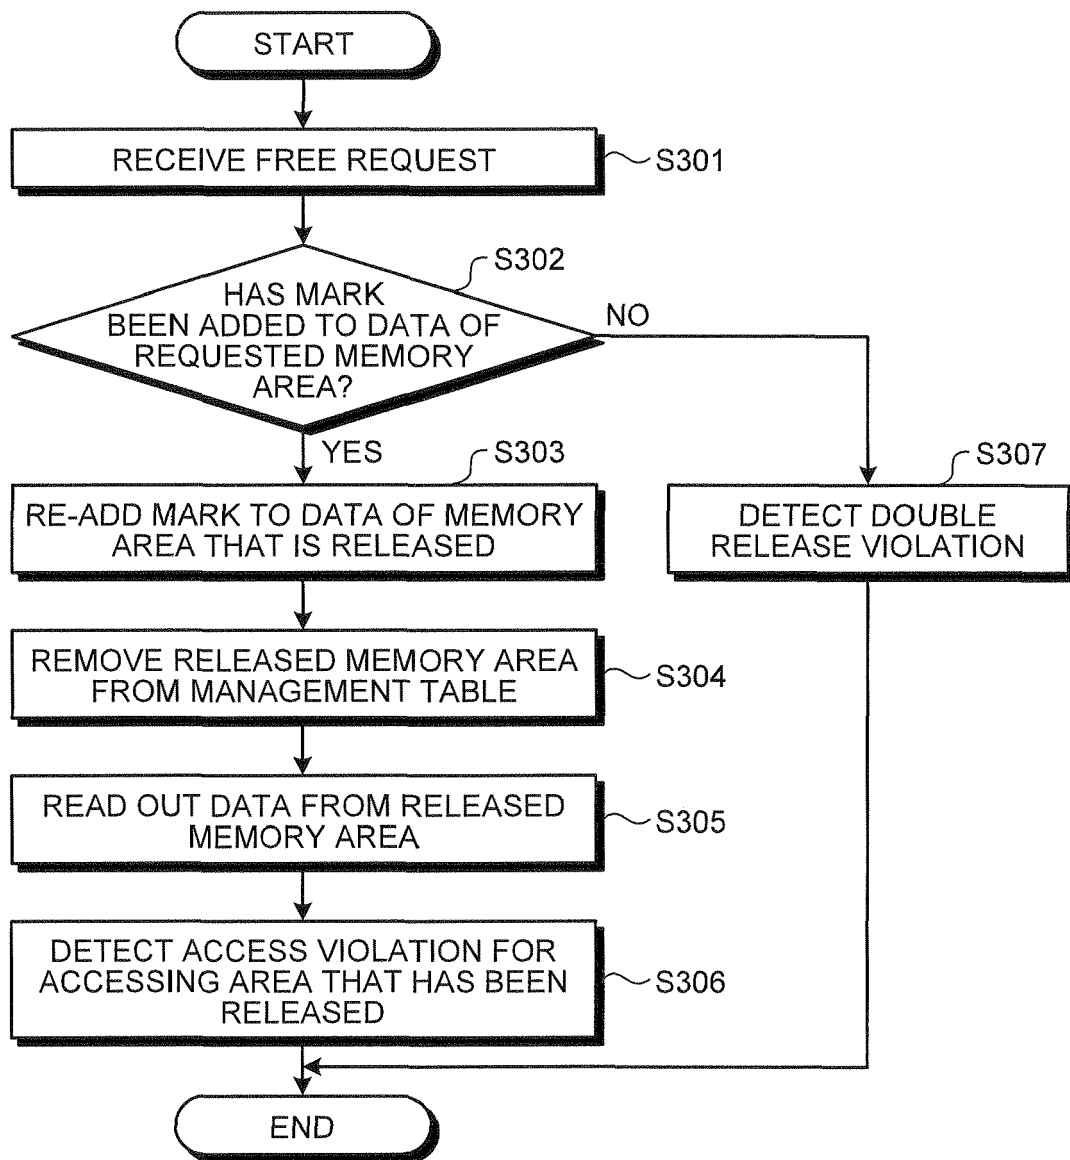 START
RECEIVE FREE REQUEST
S301
S302
HAS MARK
BEEN ADDED TO DATA OF
REQUESTED MEMORY
AREA?
NO
YES
S303
RE-ADD MARK TO DATA OF MEMORY
AREA THAT IS RELEASED
S307
DETECT DOUBLE
RELEASE VIOLATION
REMOVE RELEASED MEMORY AREA
FROM MANAGEMENT TABLE
S304
READ OUT DATA FROM RELEASED
MEMORY AREA
S305
DETECT ACCESS VIOLATION FOR
ACCESSING AREA THAT HAS BEEN
RELEASED
S306
END